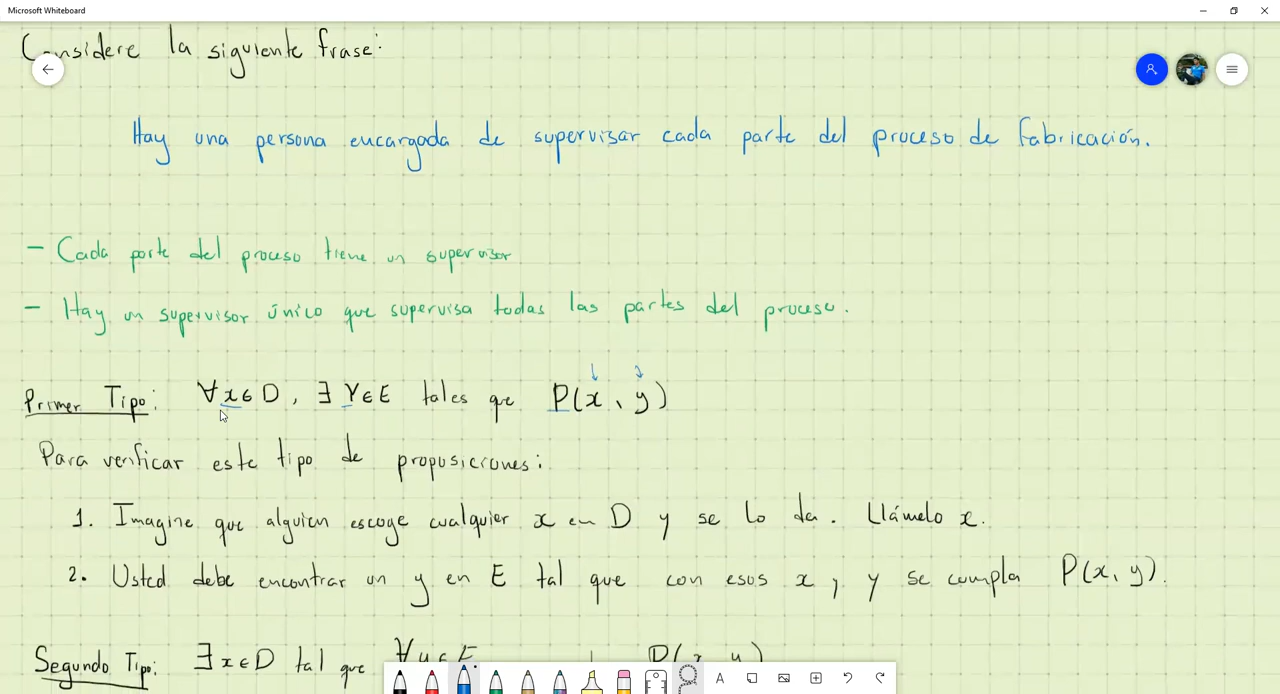 Microsoft Whiteboard
Considere la siguiente frase:
Hay una persona encargada de supervisar cada parte del proceso de fabricación.
- Cada parte del proceso tiene un supervisor
- Hay un supervisor único que supervisa todas las partes del proceso.
Primer Tipo: ∀x∈D, ∃ y∈E tales que P(x, y)
Para verificar este tipo de proposiciones:
1. Imagine que alguien escoge cualquier x en D y se lo da. Llámelo x.
2. Usted debe encontrar un y en E tal que con esos x, y se cumpla P(x, y).
Segundo Tipo: ∃x∈D tal que ∀y∈E P(x, y)
A